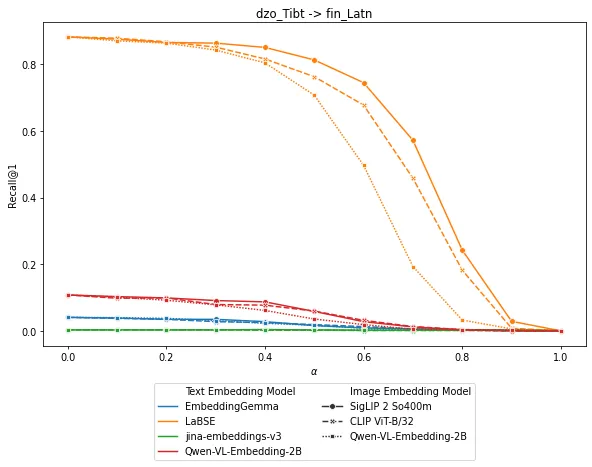 dzo_Tibt -> fin_Latn
Recall@1
0.8
0.6
0.4
0.2
0.0
0.0 0.2 0.4 0.6 0.8 1.0
α
Text Embedding Model Image Embedding Model
EmbeddingGemma SigLIP 2 So400m
LaBSE CLIP ViT-B/32
jina-embeddings-v3 Qwen-VL-Embedding-2B
Qwen-VL-Embedding-2B